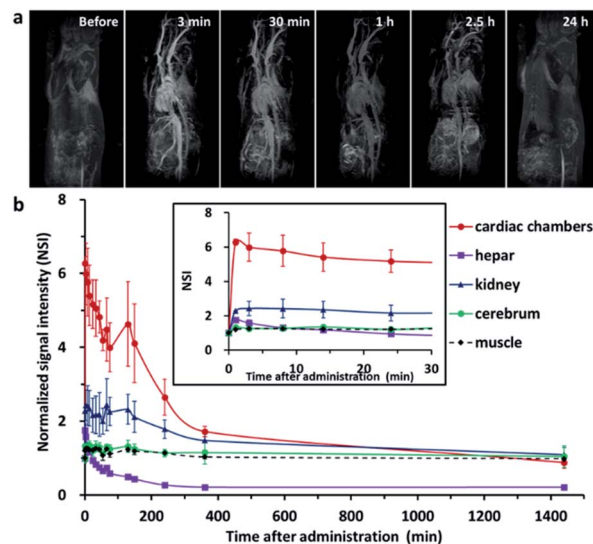 a
Before
3 min
30 min
1 h
2.5 h
24 h
b
8
6
4
2
0
Normalized signal intensity (NSI)
0
200
400
600
800
1000
1200
1400
Time after administration (min)
8
6
4
2
0
NSI
0
10
20
30
Time after administration (min)
cardiac chambers
hepar
kidney
cerebrum
muscle